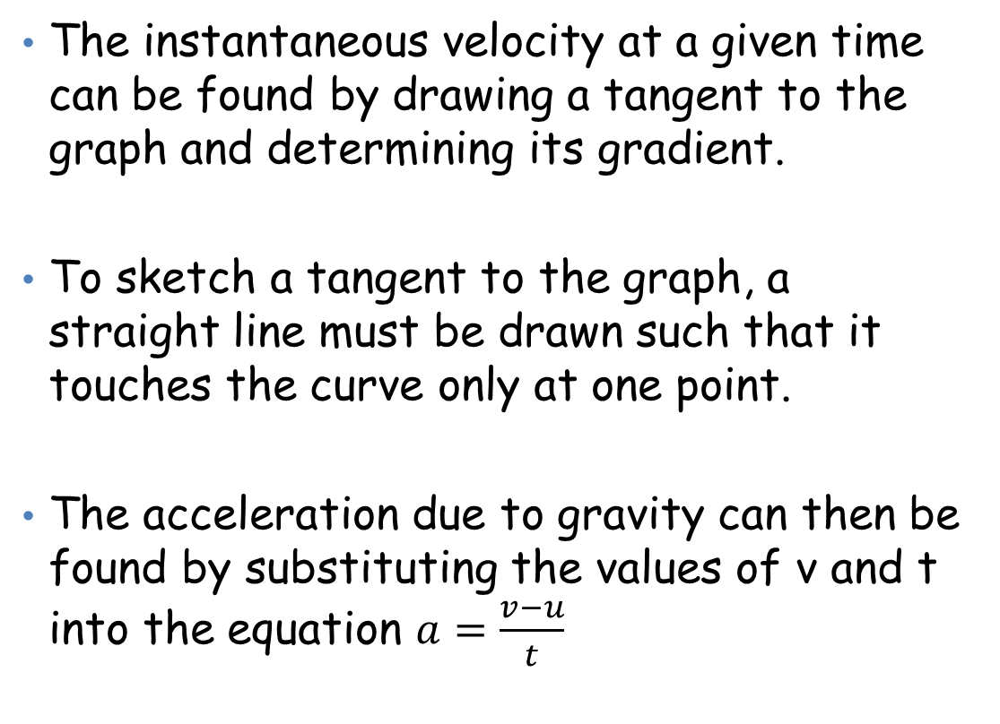 • The instantaneous velocity at a given time
can be found by drawing a tangent to the
graph and determining its gradient.
• To sketch a tangent to the graph, a
straight line must be drawn such that it
touches the curve only at one point.
• The acceleration due to gravity can then be
found by substituting the values of v and t
into the equation a = (v−u)/t